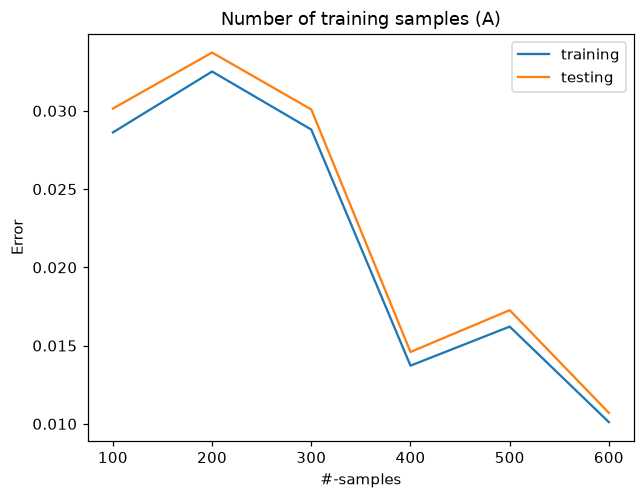 Number of training samples (A)
training
testing
0.030
0.025
0.020
0.015
0.010
Error
100 200 300 400 500 600
#-samples